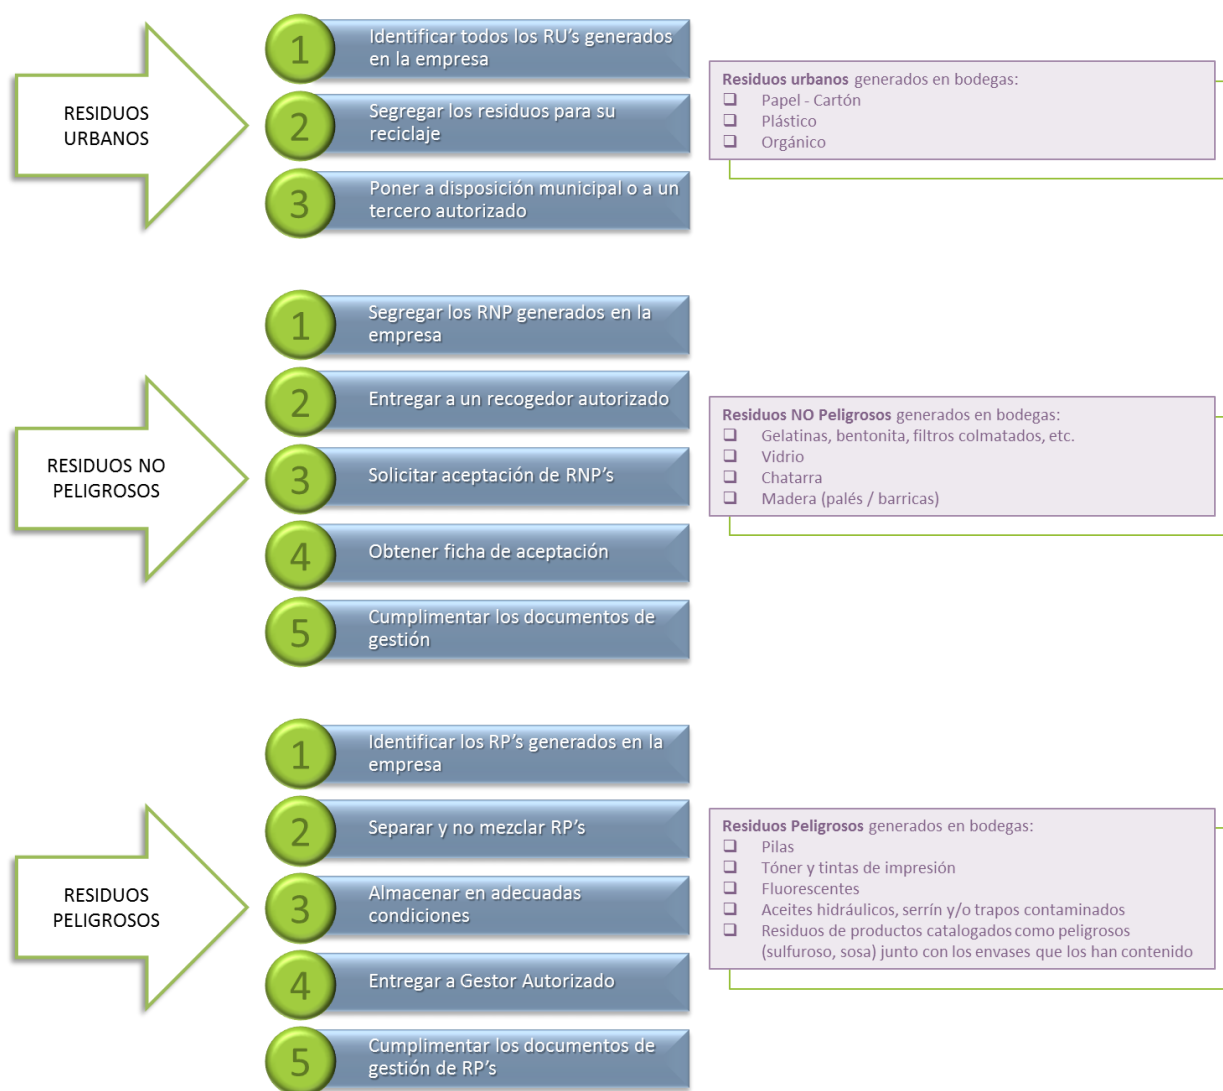 RESIDUOS
URBANOS
1
Identificar todos los RU's generados
en la empresa
2
Segregar los residuos para su
reciclaje
3
Poner a disposición municipal o a un
tercero autorizado
Residuos urbanos generados en bodegas:
❑ Papel - Cartón
❑ Plástico
❑ Orgánico
RESIDUOS NO
PELIGROSOS
1
Segregar los RNP generados en la
empresa
2
Entregar a un recogedor autorizado
3
Solicitar aceptación de RNP's
4
Obtener ficha de aceptación
5
Cumplimentar los documentos de
gestión
Residuos NO Peligrosos generados en bodegas:
❑ Gelatinas, bentonita, filtros colmatados, etc.
❑ Vidrio
❑ Chatarra
❑ Madera (palés / barricas)
RESIDUOS
PELIGROSOS
1
Identificar los RP's generados en la
empresa
2
Separar y no mezclar RP's
3
Almacenar en adecuadas
condiciones
4
Entregar a Gestor Autorizado
5
Cumplimentar los documentos de
gestión de RP's
Residuos Peligrosos generados en bodegas:
❑ Pilas
❑ Tóner y tintas de impresión
❑ Fluorescentes
❑ Aceites hidráulicos, serrín y/o trapos contaminados
❑ Residuos de productos catalogados como peligrosos
(sulfuroso, sosa) junto con los envases que los han contenido